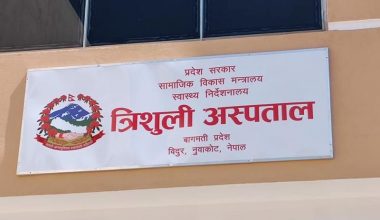 प्रदेश सरकार
सामाजिक विकास मन्त्रालय
स्वास्थ्य निर्देशनालय
त्रिशुली अस्पताल
बागमती प्रदेश
विदुर, नुवाकोट, नेपाल